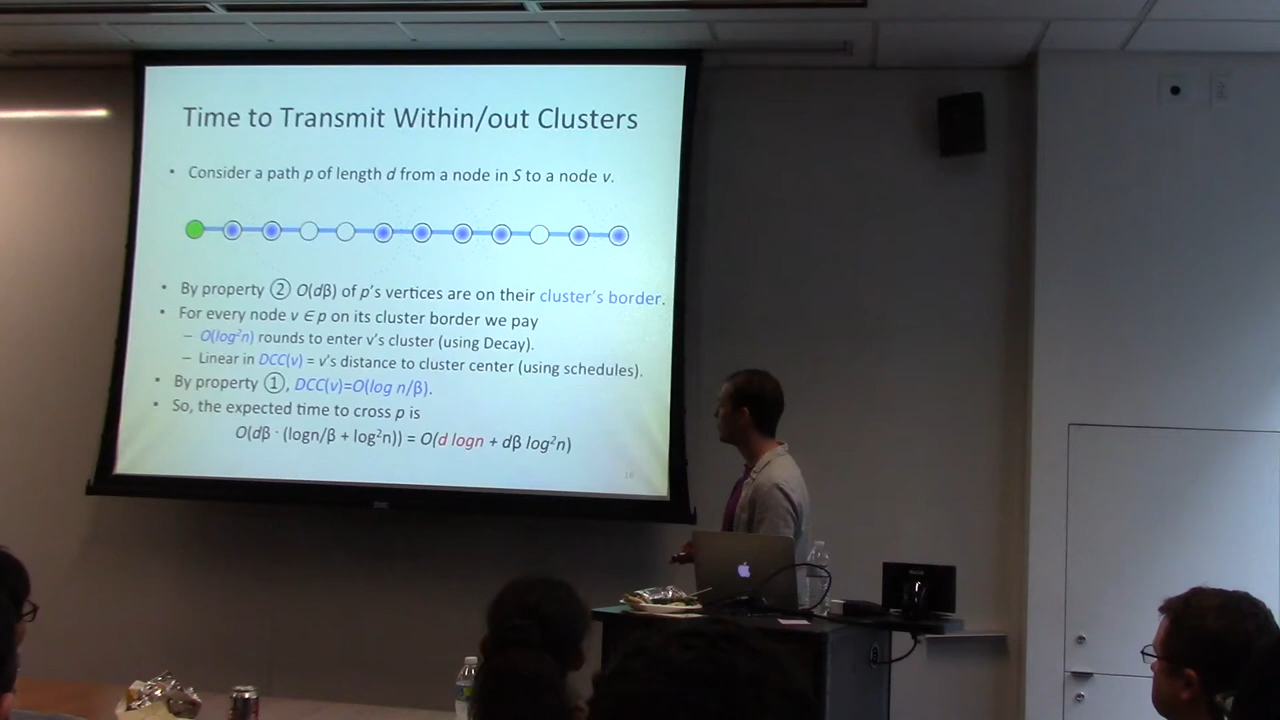 Time to Transmit Within/out Clusters
• Consider a path p of length d from a node in S to a node v.
• By property ② O(dβ) of p's vertices are on their cluster's border.
• For every node v ∈ p on its cluster border we pay
– O(log²n) rounds to enter v's cluster (using Decay).
– Linear in DCC(v) = v's distance to cluster center (using schedules).
• By property ①, DCC(v)=O(log n/β).
• So, the expected time to cross p is
O(dβ · (logn/β + log²n)) = O(d logn + dβ log²n)